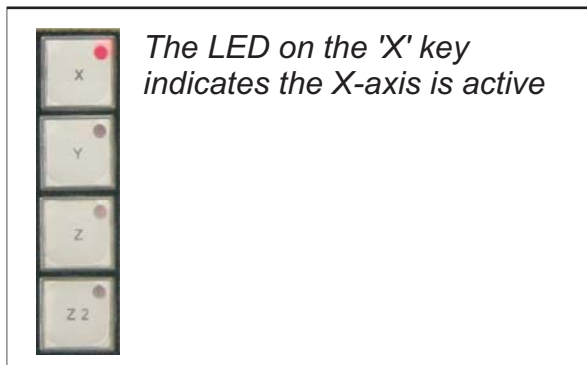 The LED on the 'X' key
indicates the X-axis is active
X
Y
Z
Z 2